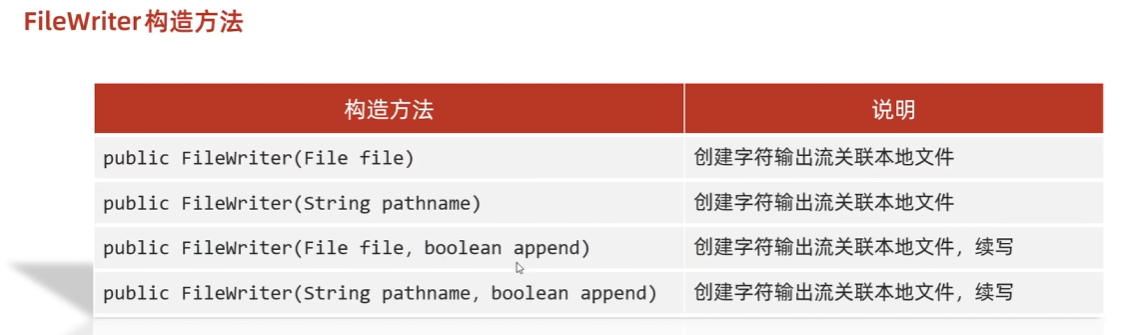 FileWriter构造方法
构造方法 说明
public FileWriter(File file) 创建字符输出流关联本地文件
public FileWriter(String pathname) 创建字符输出流关联本地文件
public FileWriter(File file, boolean append) 创建字符输出流关联本地文件，续写
public FileWriter(String pathname, boolean append) 创建字符输出流关联本地文件，续写